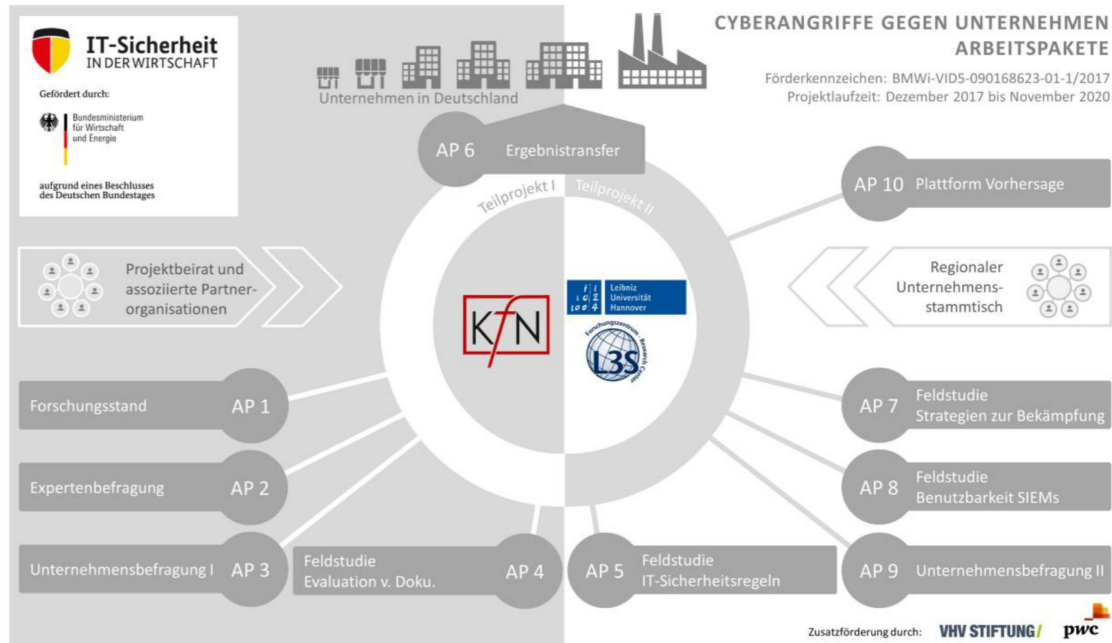 IT-Sicherheit
IN DER WIRTSCHAFT
Gefördert durch:
Bundesministerium
für Wirtschaft
und Energie
aufgrund eines Beschlusses
des Deutschen Bundestages
CYBERANGRIFFE GEGEN UNTERNEHMEN
ARBEITSPAKETE
Förderkennzeichen: BMWi-VID5-090168623-01-1/2017
Projektlaufzeit: Dezember 2017 bis November 2020
Unternehmen in Deutschland
AP 6 Ergebnistransfer
Teilprojekt I
Teilprojekt II
AP 10 Plattform Vorhersage
Projektbeirat und
assoziierte Partner-
organisationen
Regionaler
Unternehmens-
stammtisch
KfN
Leibniz
Universität
Hannover
Forschungszentrum · Research Center
L3S
Forschungsstand AP 1
Expertenbefragung AP 2
Unternehmensbefragung I AP 3
Feldstudie
Evaluation v. Doku.
AP 4
AP 5
Feldstudie
IT-Sicherheitsregeln
AP 7
Feldstudie
Strategien zur Bekämpfung
AP 8
Feldstudie
Benutzbarkeit SIEMs
AP 9 Unternehmensbefragung II
Zusatzförderung durch: VHV STIFTUNG/ pwc